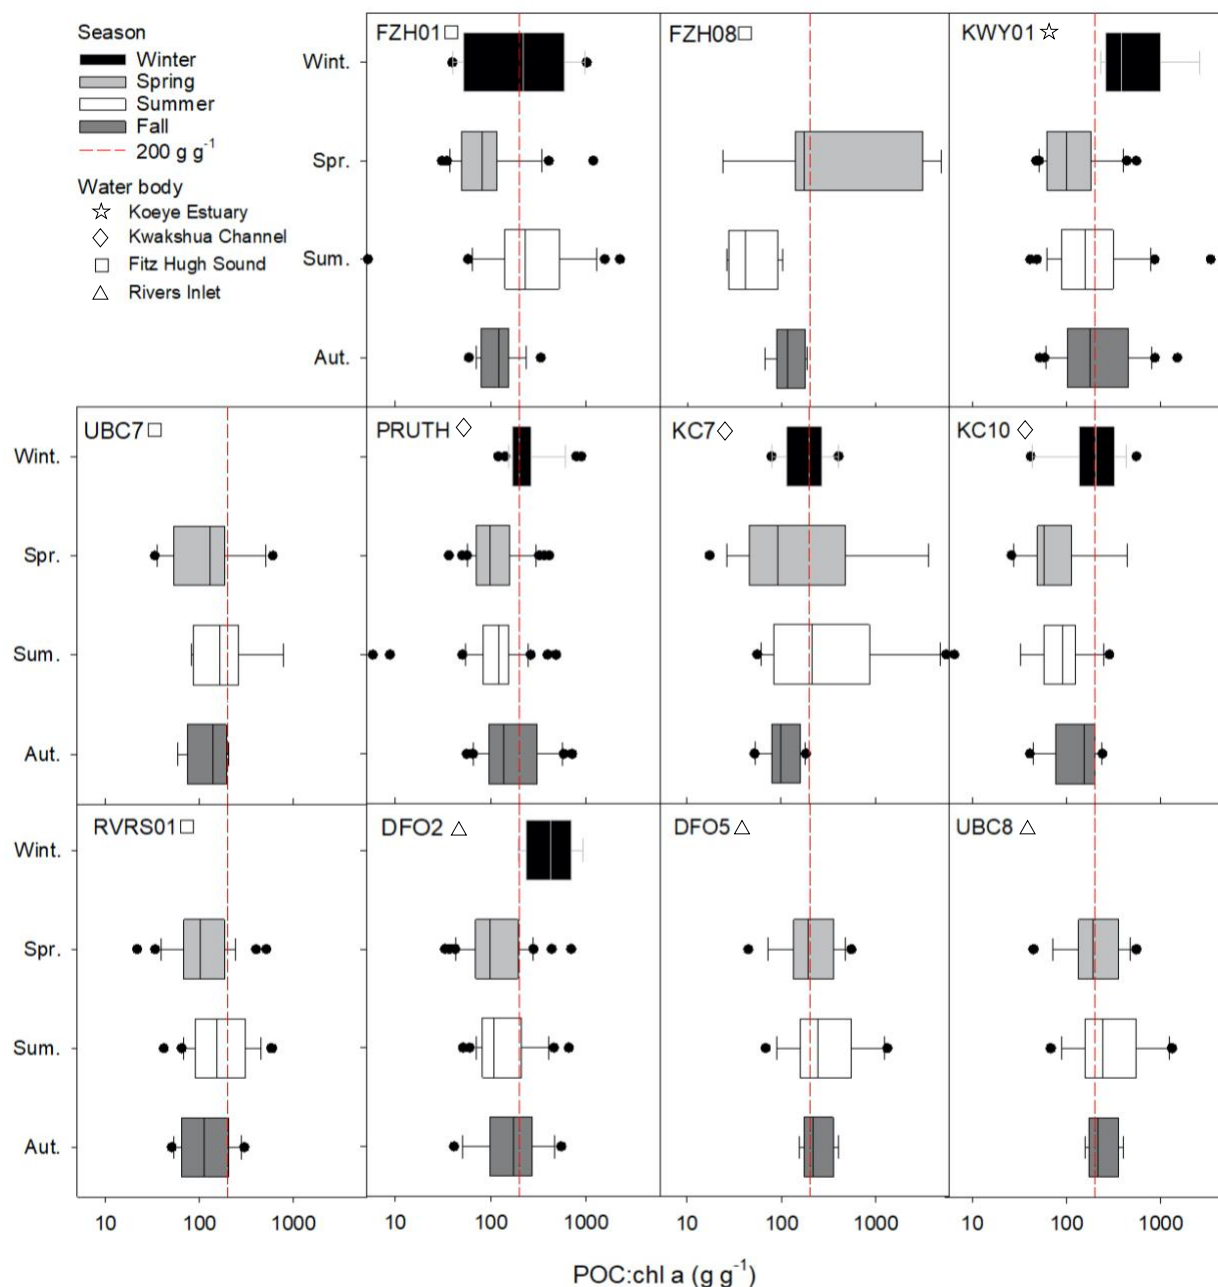 Season
Winter
Spring
Summer
Fall
200 g g⁻¹
Water body
Koeye Estuary
Kwakshua Channel
Fitz Hugh Sound
Rivers Inlet
FZH01
FZH08
KWY01
Wint.
Spr.
Sum.
Aut.
UBC7
PRUTH
KC7
KC10
Wint.
Spr.
Sum.
Aut.
RVRS01
DFO2
DFO5
UBC8
Wint.
Spr.
Sum.
Aut.
10 100 1000 10 100 1000 10 100 1000 10 100 1000
POC:chl a (g g⁻¹)